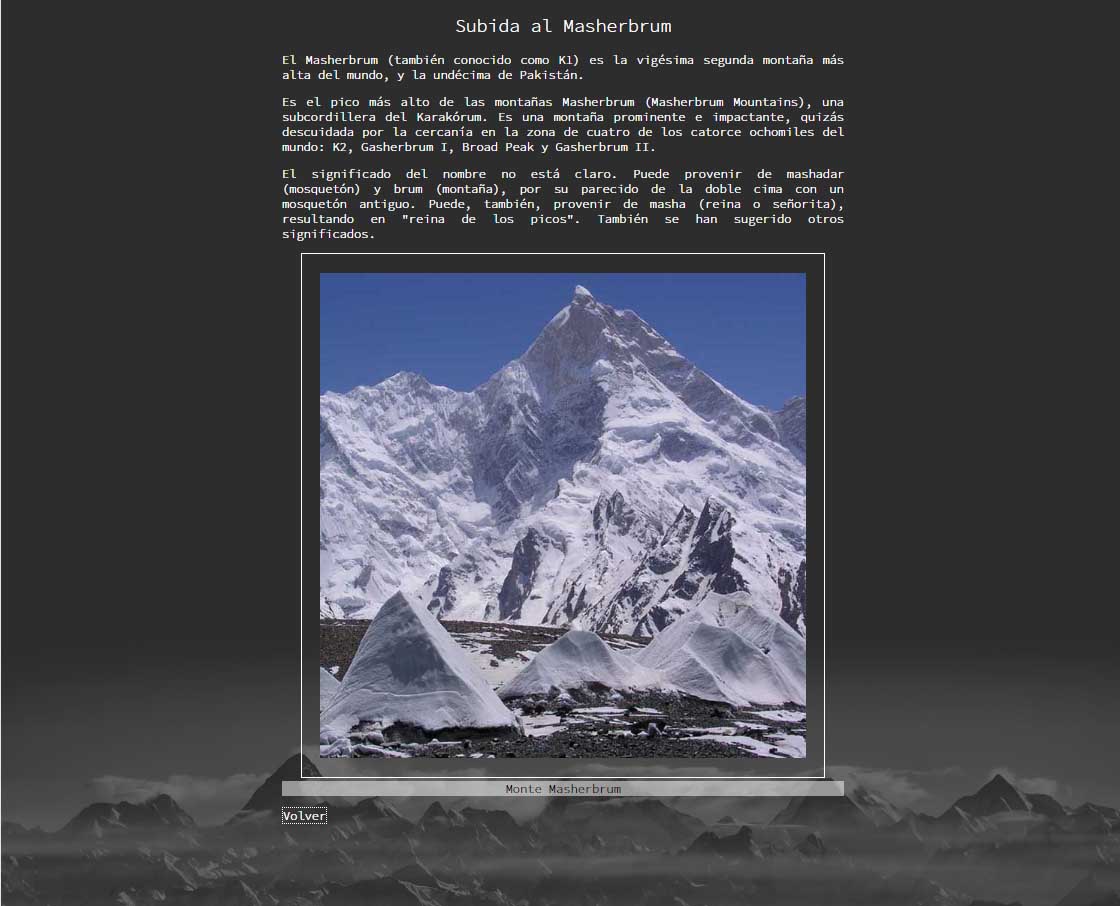 Subida al Masherbrum
El Masherbrum (también conocido como K1) es la vigésima segunda montaña más
alta del mundo, y la undécima de Pakistán.
Es el pico más alto de las montañas Masherbrum (Masherbrum Mountains), una
subcordillera del Karakórum. Es una montaña prominente e impactante, quizás
descuidada por la cercanía en la zona de cuatro de los catorce ochomiles del
mundo: K2, Gasherbrum I, Broad Peak y Gasherbrum II.
El significado del nombre no está claro. Puede provenir de mashadar
(mosquetón) y brum (montaña), por su parecido de la doble cima con un
mosquetón antiguo. Puede, también, provenir de masha (reina o señorita),
resultando en "reina de los picos". También se han sugerido otros
significados.
Monte Masherbrum
Volver